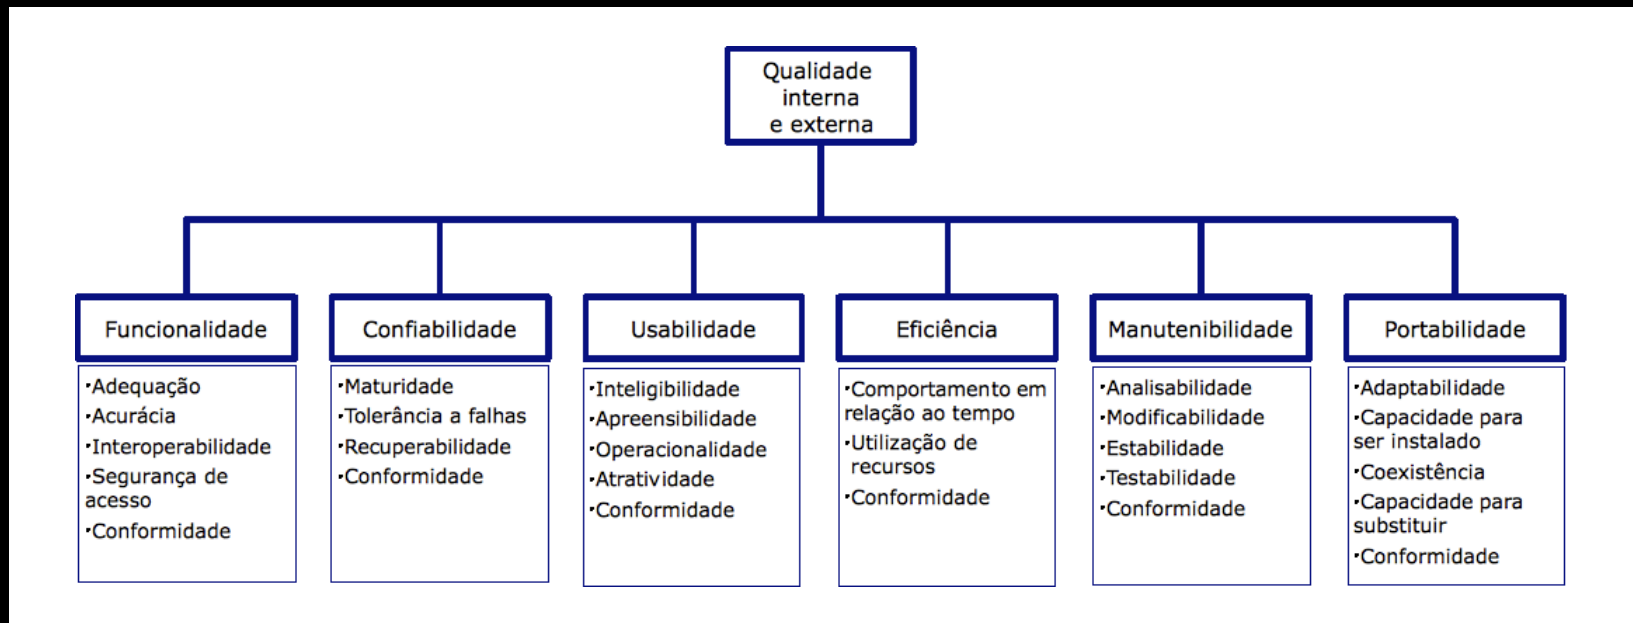 Qualidade
interna
e externa
Funcionalidade
·Adequação
·Acurácia
·Interoperabilidade
·Segurança de
acesso
·Conformidade
Confiabilidade
·Maturidade
·Tolerância a falhas
·Recuperabilidade
·Conformidade
Usabilidade
·Inteligibilidade
·Apreensibilidade
·Operacionalidade
·Atratividade
·Conformidade
Eficiência
·Comportamento em
relação ao tempo
·Utilização de
recursos
·Conformidade
Manutenibilidade
·Analisabilidade
·Modificabilidade
·Estabilidade
·Testabilidade
·Conformidade
Portabilidade
·Adaptabilidade
·Capacidade para
ser instalado
·Coexistência
·Capacidade para
substituir
·Conformidade